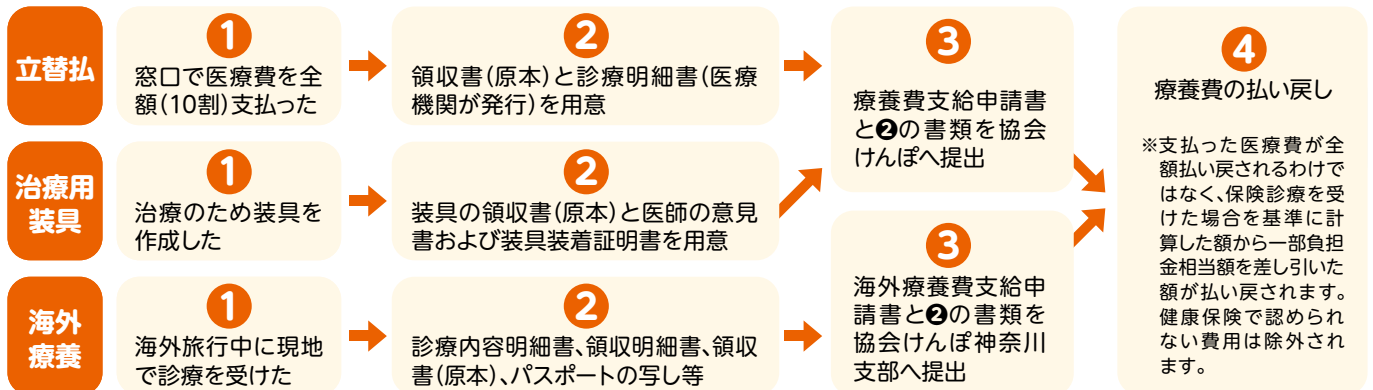 立替払
❶
窓口で医療費を全
額(10割)支払った
❷
領収書(原本)と診療明細書(医療
機関が発行)を用意
❸
療養費支給申請書
と❷の書類を協会
けんぽへ提出
❹
療養費の払い戻し
※支払った医療費が全
額払い戻されるわけで
はなく、保険診療を受
けた場合を基準に計
算した額から一部負担
金相当額を差し引いた
額が払い戻されます。
健康保険で認められ
ない費用は除外され
ます。
治療用
装具
❶
治療のため装具を
作成した
❷
装具の領収書(原本)と医師の意見
書および装具装着証明書を用意
海外
療養
❶
海外旅行中に現地
で診療を受けた
❷
診療内容明細書、領収明細書、領収
書(原本)、パスポートの写し等
❸
海外療養費支給申
請書と❷の書類を
協会けんぽ神奈川
支部へ提出